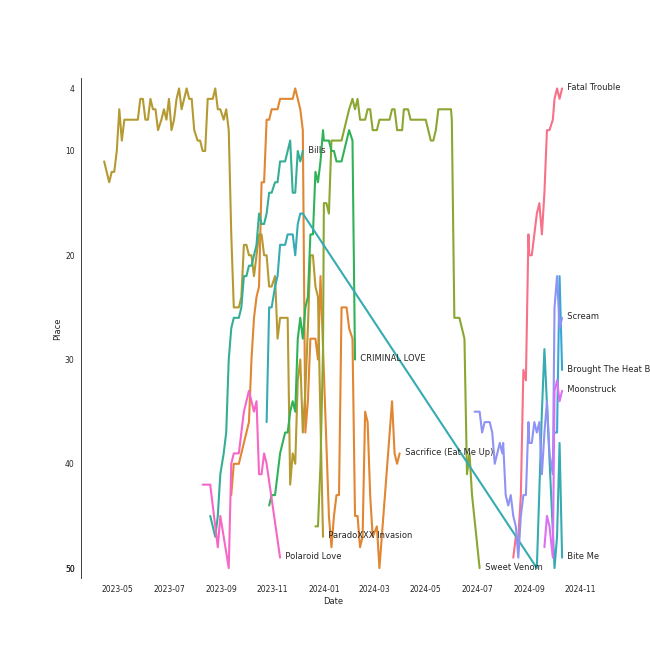 4
Fatal Trouble
10
Bills
20
Scream
Place
30
CRIMINAL LOVE
Brought The Heat B
Moonstruck
Sacrifice (Eat Me Up)
40
ParadoXXX Invasion
Polaroid Love
Bite Me
50
Sweet Venom
2023-05 2023-07 2023-09 2023-11 2024-01 2024-03 2024-05 2024-07 2024-09 2024-11
Date